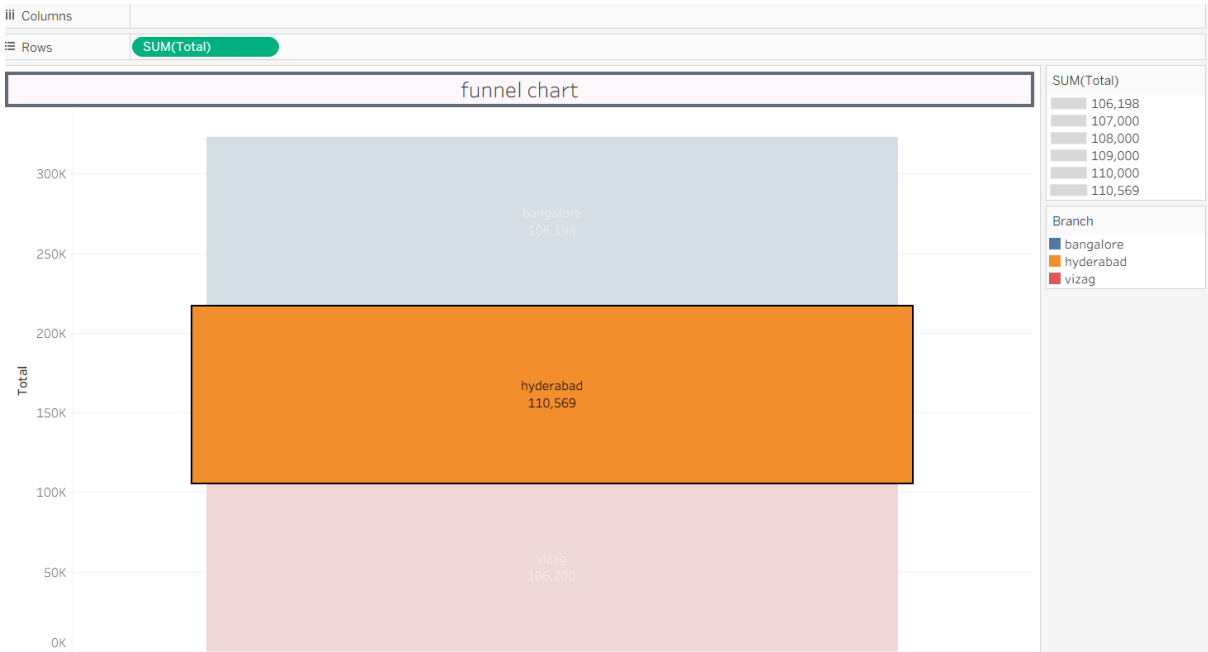 Columns
Rows
SUM(Total)
funnel chart
SUM(Total)
106,198
107,000
108,000
109,000
110,000
110,569
Branch
bangalore
hyderabad
vizag
Total
300K
250K
200K
150K
100K
50K
0K
bangalore
106,198
hyderabad
110,569
vizag
106,200